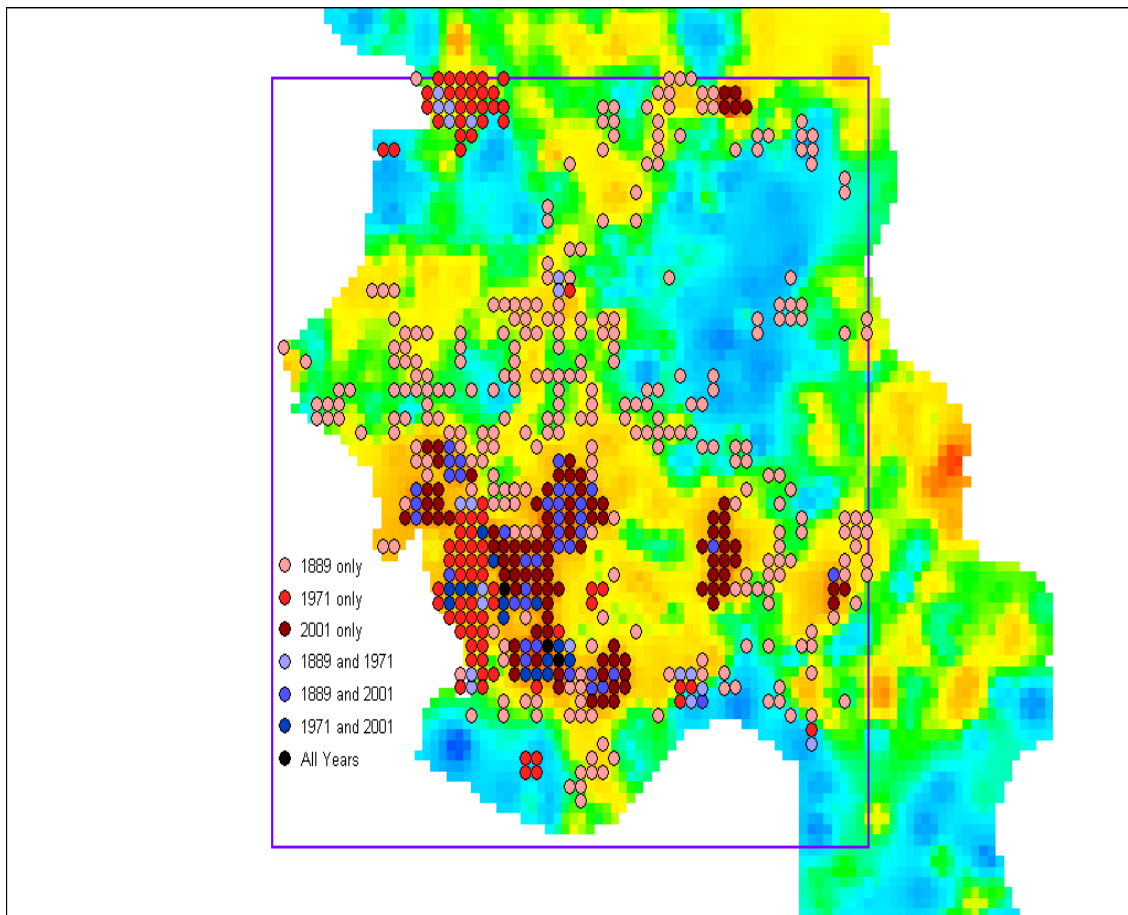 1889 only
1971 only
2001 only
1889 and 1971
1889 and 2001
1971 and 2001
All Years